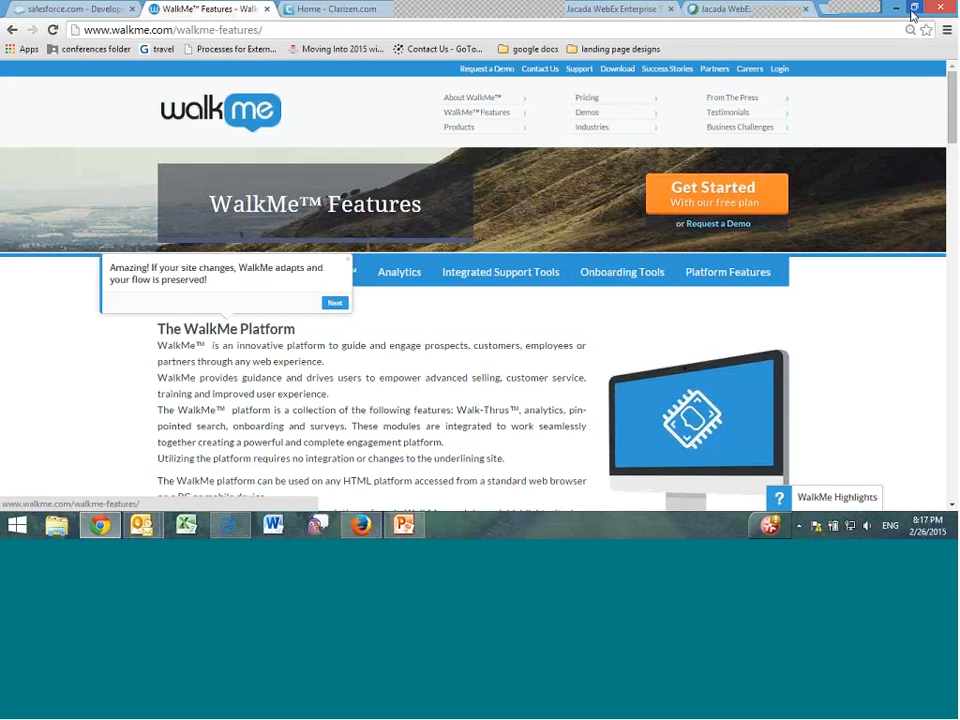 salesforce.com - Develop
WalkMe™ Features - Walk
Home - Clarizen.com
Jacada WebEx Enterprise S
Jacada WebEx
www.walkme.com/walkme-features/
Apps
conferences folder
travel
Processes for Extern...
Moving Into 2015 wi...
Contact Us - GoTo...
google docs
landing page designs
Request a Demo Contact Us Support Download Success Stories Partners Careers Login
walkme
About WalkMe™ › Pricing › From The Press ›
WalkMe™ Features › Demos › Testimonials ›
Products › Industries › Business Challenges ›
WalkMe™ Features
Get Started
With our free plan
or Request a Demo
Analytics Integrated Support Tools Onboarding Tools Platform Features
Amazing! If your site changes, WalkMe adapts and
your flow is preserved!
Next
The WalkMe Platform
WalkMe™ is an innovative platform to guide and engage prospects, customers, employees or
partners through any web experience.
WalkMe provides guidance and drives users to empower advanced selling, customer service,
training and improved user experience.
The WalkMe™ platform is a collection of the following features: Walk-Thrus™, analytics, pin-
pointed search, onboarding and surveys. These modules are integrated to work seamlessly
together creating a powerful and complete engagement platform.
Utilizing the platform requires no integration or changes to the underlining site.
The WalkMe platform can be used on any HTML platform accessed from a standard web browser
? WalkMe Highlights
www.walkme.com/walkme-features/
ENG
8:17 PM
2/26/2015